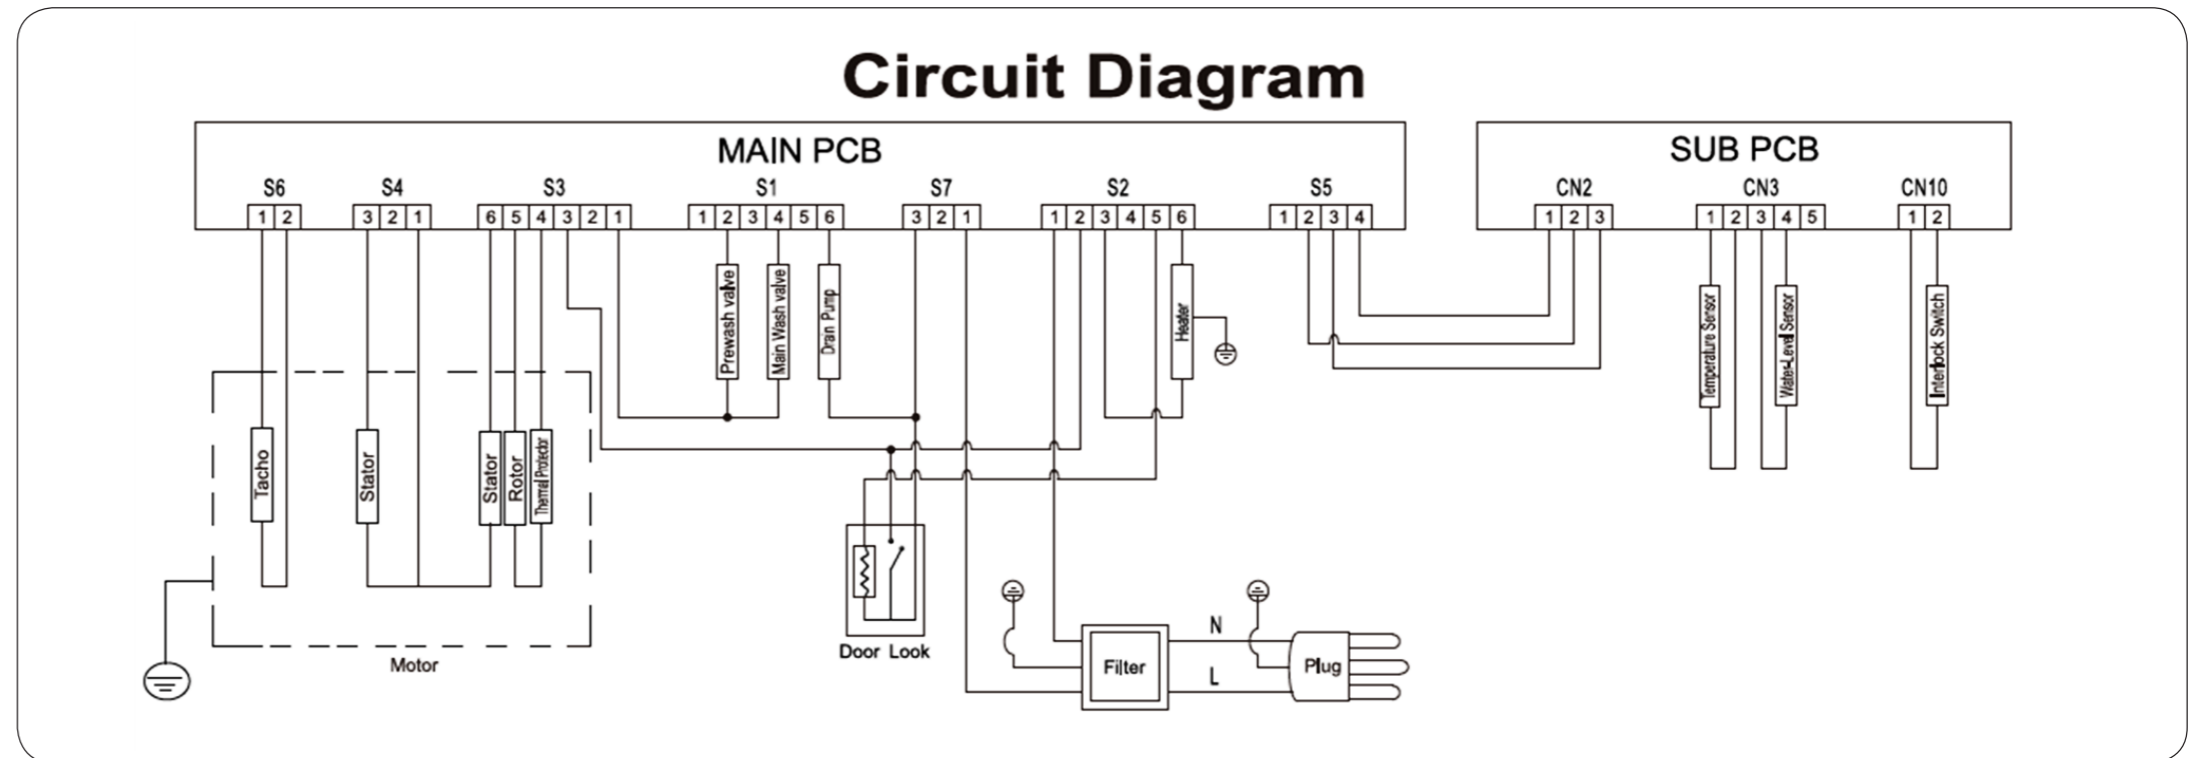 Circuit Diagram
MAIN PCB
SUB PCB
S6
S4
S3
S1
S7
S2
S5
CN2
CN3
CN10
1 2
3 2 1
6 5 4 3 2 1
1 2 3 4 5 6
3 2 1
1 2 3 4 5 6
1 2 3 4
1 2 3
1 2 3 4 5
1 2
Prewash valve
Main Wash valve
Drain Pump
Heater
Temperature Sensor
Water-Level Sensor
Interlock Switch
Tacho
Stator
Stator
Rotor
Thermal Protector
Door Look
Motor
N
L
Filter
Plug